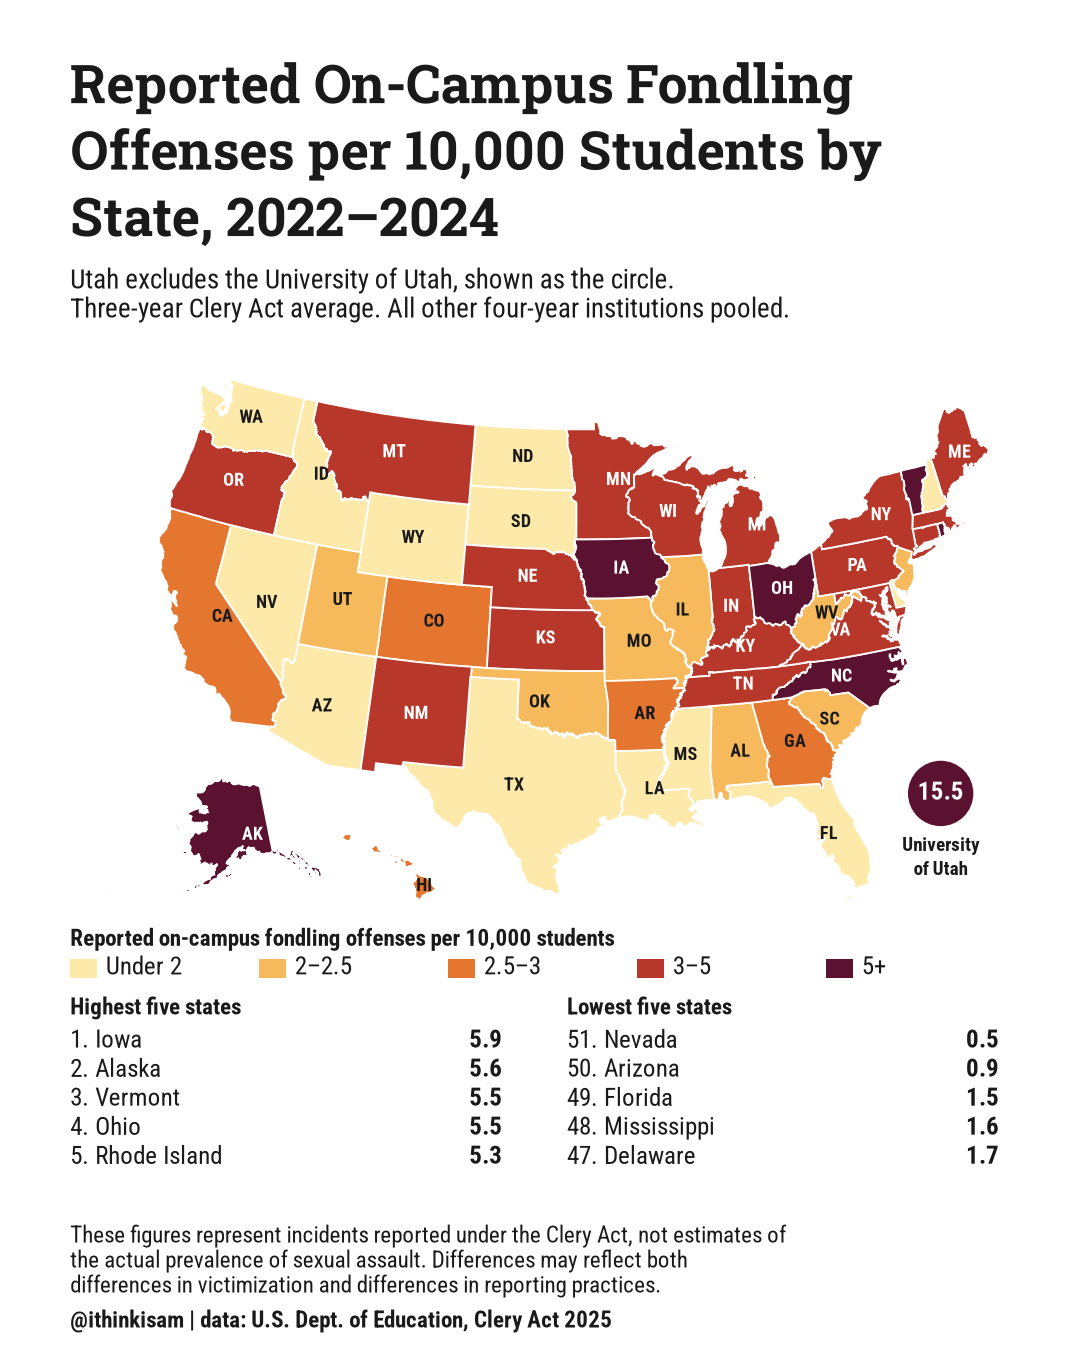 Reported On-Campus Fondling
Offenses per 10,000 Students by
State, 2022–2024
Utah excludes the University of Utah, shown as the circle.
Three-year Clery Act average. All other four-year institutions pooled.
WA
MT
ND
MN
ME
OR
ID
SD
WI
MI
NY
WY
IA
PA
NE
OH
NV
UT
CO
IL
IN
WV
CA
KS
MO
KY
VA
TN
NC
AZ
NM
OK
AR
SC
MS
AL
GA
TX
LA
FL
AK
HI
15.5
University
of Utah
Reported on-campus fondling offenses per 10,000 students
Under 2 2–2.5 2.5–3 3–5 5+
Highest five states
1. Iowa 5.9
2. Alaska 5.6
3. Vermont 5.5
4. Ohio 5.5
5. Rhode Island 5.3
Lowest five states
51. Nevada 0.5
50. Arizona 0.9
49. Florida 1.5
48. Mississippi 1.6
47. Delaware 1.7
These figures represent incidents reported under the Clery Act, not estimates of
the actual prevalence of sexual assault. Differences may reflect both
differences in victimization and differences in reporting practices.
@ithinkisam | data: U.S. Dept. of Education, Clery Act 2025